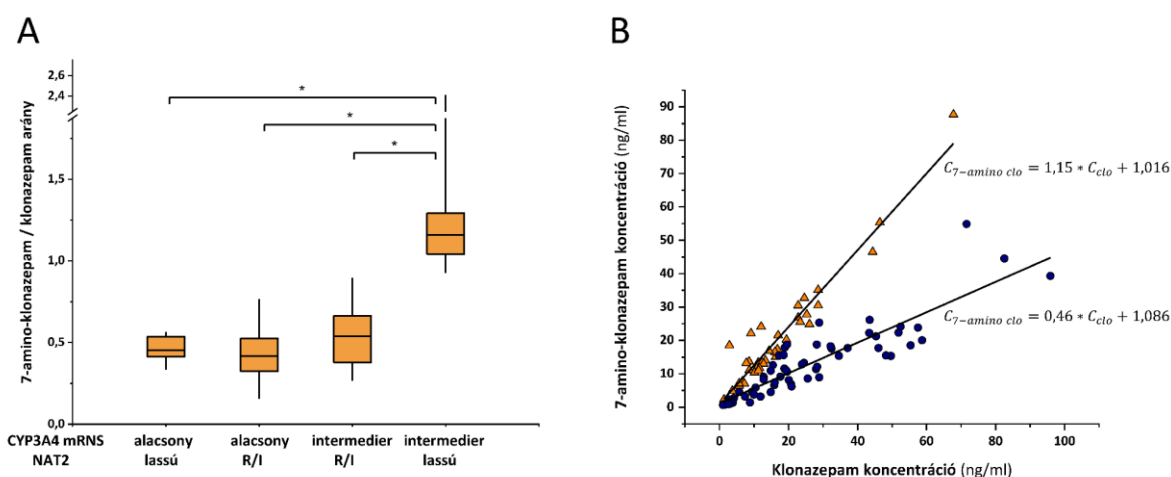 A
7-amino-klonazepam / klonazepam arány
2,6
2,4
1,5
1,0
0,5
0,0
*
*
*
CYP3A4 mRNS alacsony alacsony intermedier intermedier
NAT2 lassú R/I R/I lassú
B
7-amino-klonazepam koncentráció (ng/ml)
90
80
70
60
50
40
30
20
10
0
C7-amino clo = 1,15 * Cclo + 1,016
C7-amino clo = 0,46 * Cclo + 1,086
0 20 40 60 80 100
Klonazepam koncentráció (ng/ml)